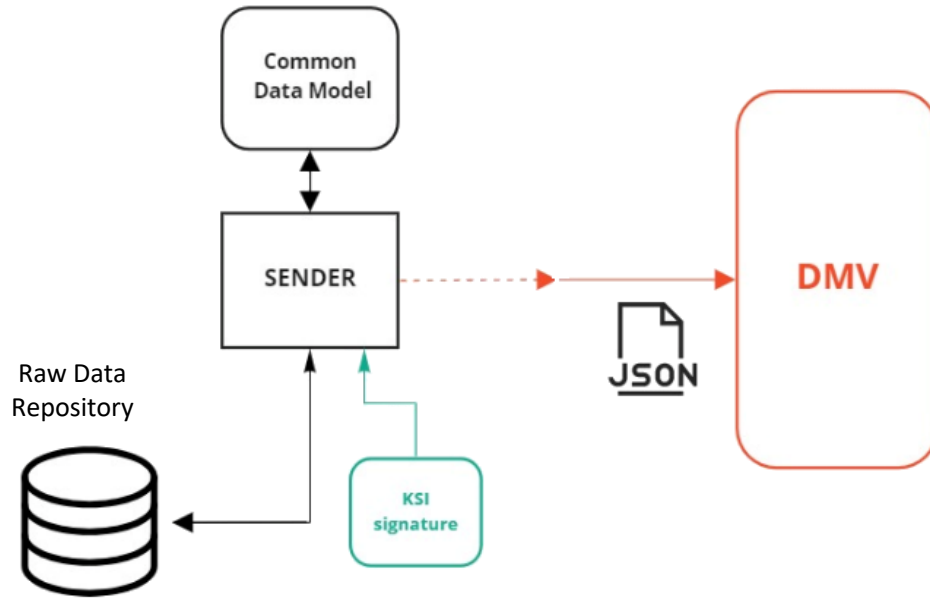 Common
Data Model
SENDER
DMV
JSON
Raw Data
Repository
KSI
signature